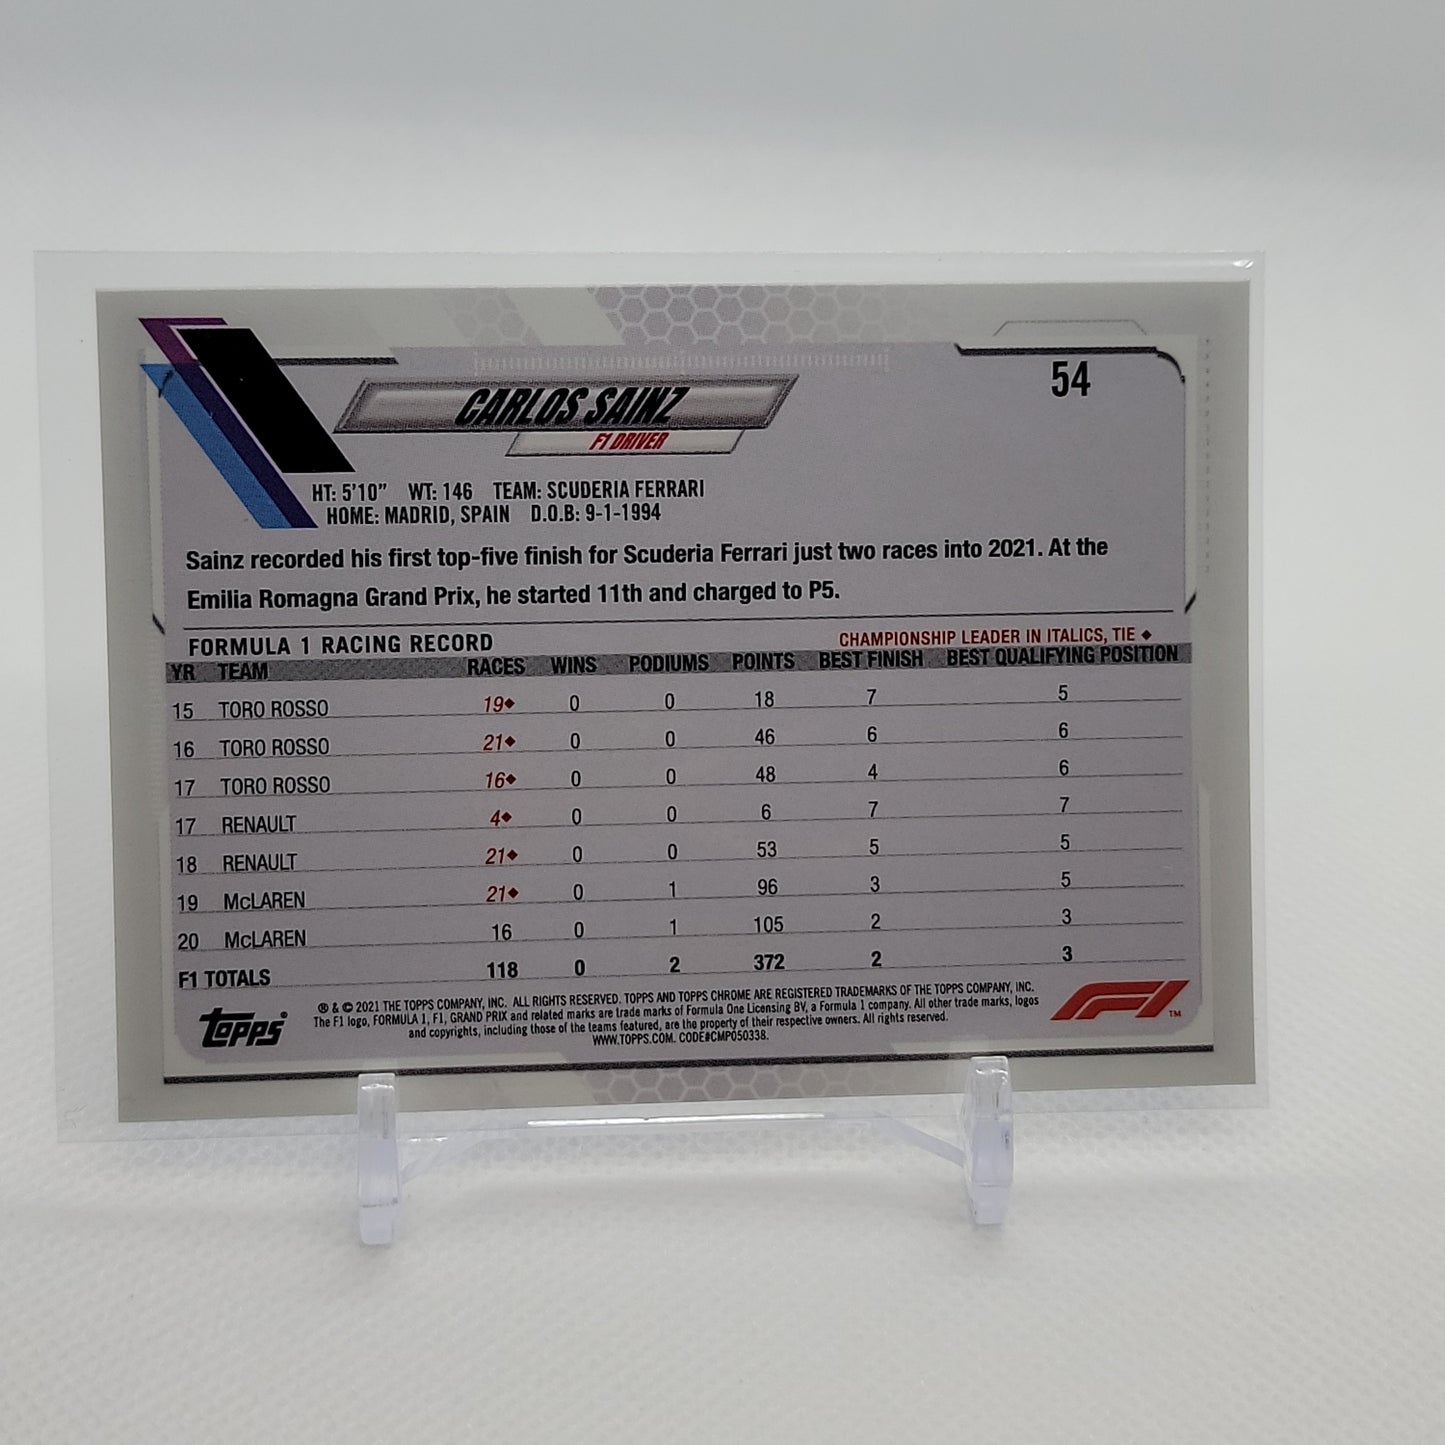 54
CARLOS SAINZ
F1 DRIVER
HT: 5'10" WT: 146 TEAM: SCUDERIA FERRARI
HOME: MADRID, SPAIN D.O.B: 9-1-1994
Sainz recorded his first top-five finish for Scuderia Ferrari just two races into 2021. At the
Emilia Romagna Grand Prix, he started 11th and charged to P5.
FORMULA 1 RACING RECORD CHAMPIONSHIP LEADER IN ITALICS, TIE ◆
YR TEAM RACES WINS PODIUMS POINTS BEST FINISH BEST QUALIFYING POSITION
15 TORO ROSSO 19◆ 0 0 18 7 5
16 TORO ROSSO 21◆ 0 0 46 6 6
17 TORO ROSSO 16◆ 0 0 48 4 6
17 RENAULT 4◆ 0 0 6 7 7
18 RENAULT 21◆ 0 0 53 5 5
19 McLAREN 21◆ 0 1 96 3 5
20 McLAREN 16 0 1 105 2 3
F1 TOTALS 118 0 2 372 2 3
® & © 2021 THE TOPPS COMPANY, INC. ALL RIGHTS RESERVED. TOPPS AND TOPPS CHROME ARE REGISTERED TRADEMARKS OF THE TOPPS COMPANY, INC.
The F1 logo, FORMULA 1, F1, GRAND PRIX and related marks are trade marks of Formula One Licensing BV, a Formula 1 company. All other trade marks, logos
and copyrights, including those of the teams featured, are the property of their respective owners. All rights reserved.
WWW.TOPPS.COM. CODE#CMP050338.
topps
F1 ™